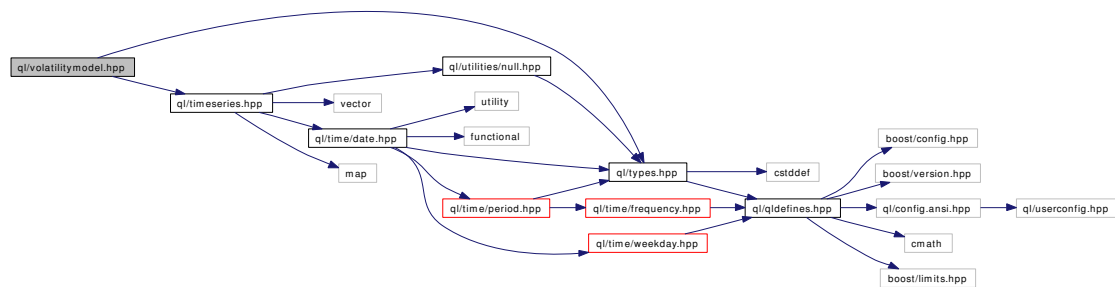 ql/volatilitymodel.hpp
ql/timeseries.hpp
ql/utilities/null.hpp
vector
ql/time/date.hpp
map
utility
functional
ql/types.hpp
ql/time/period.hpp
ql/time/frequency.hpp
ql/time/weekday.hpp
cstddef
ql/qldefines.hpp
boost/config.hpp
boost/version.hpp
ql/config.ansi.hpp
ql/userconfig.hpp
cmath
boost/limits.hpp